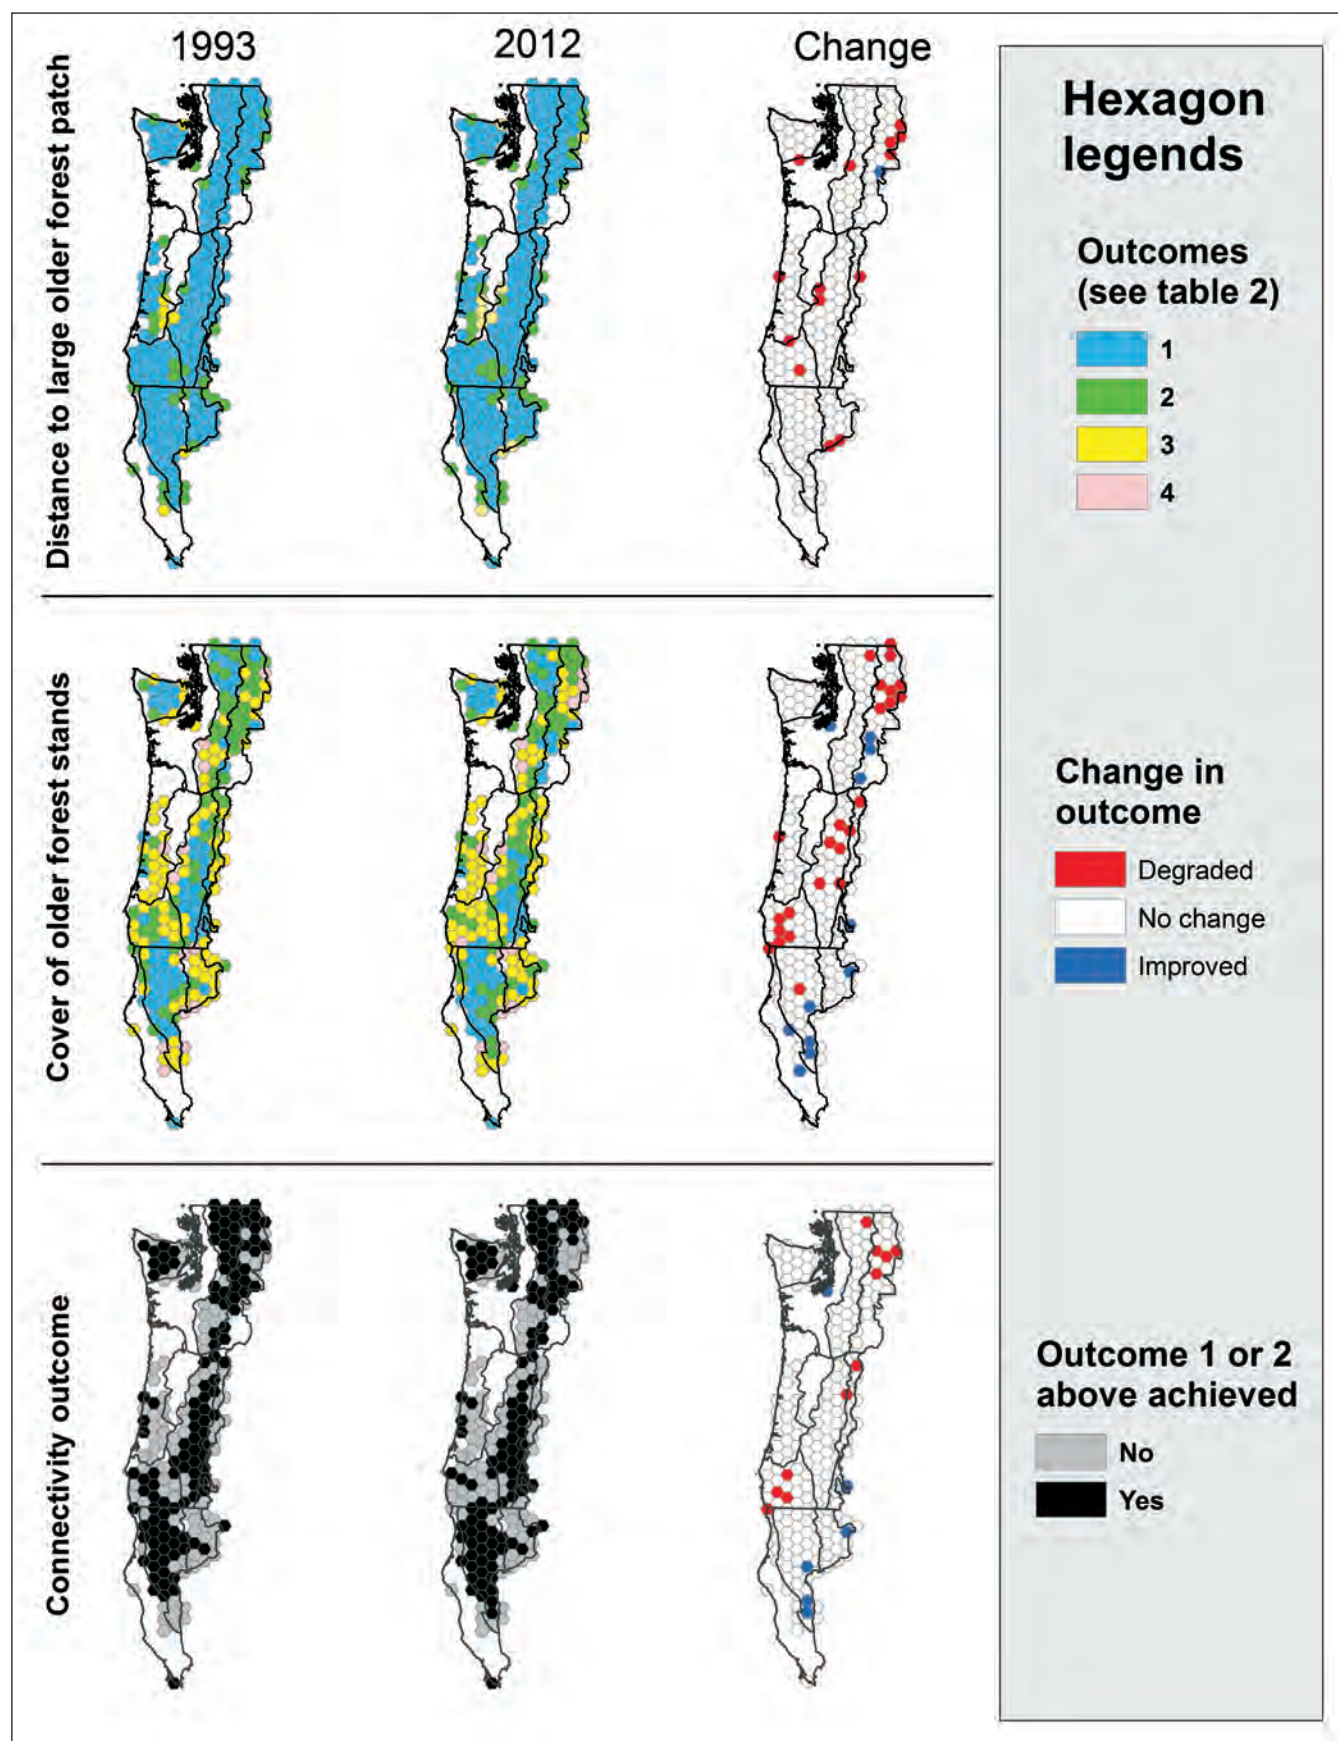 1993
2012
Change
Distance to large older forest patch
Cover of older forest stands
Connectivity outcome
Hexagon
legends
Outcomes
(see table 2)
1
2
3
4
Change in
outcome
Degraded
No change
Improved
Outcome 1 or 2
above achieved
No
Yes